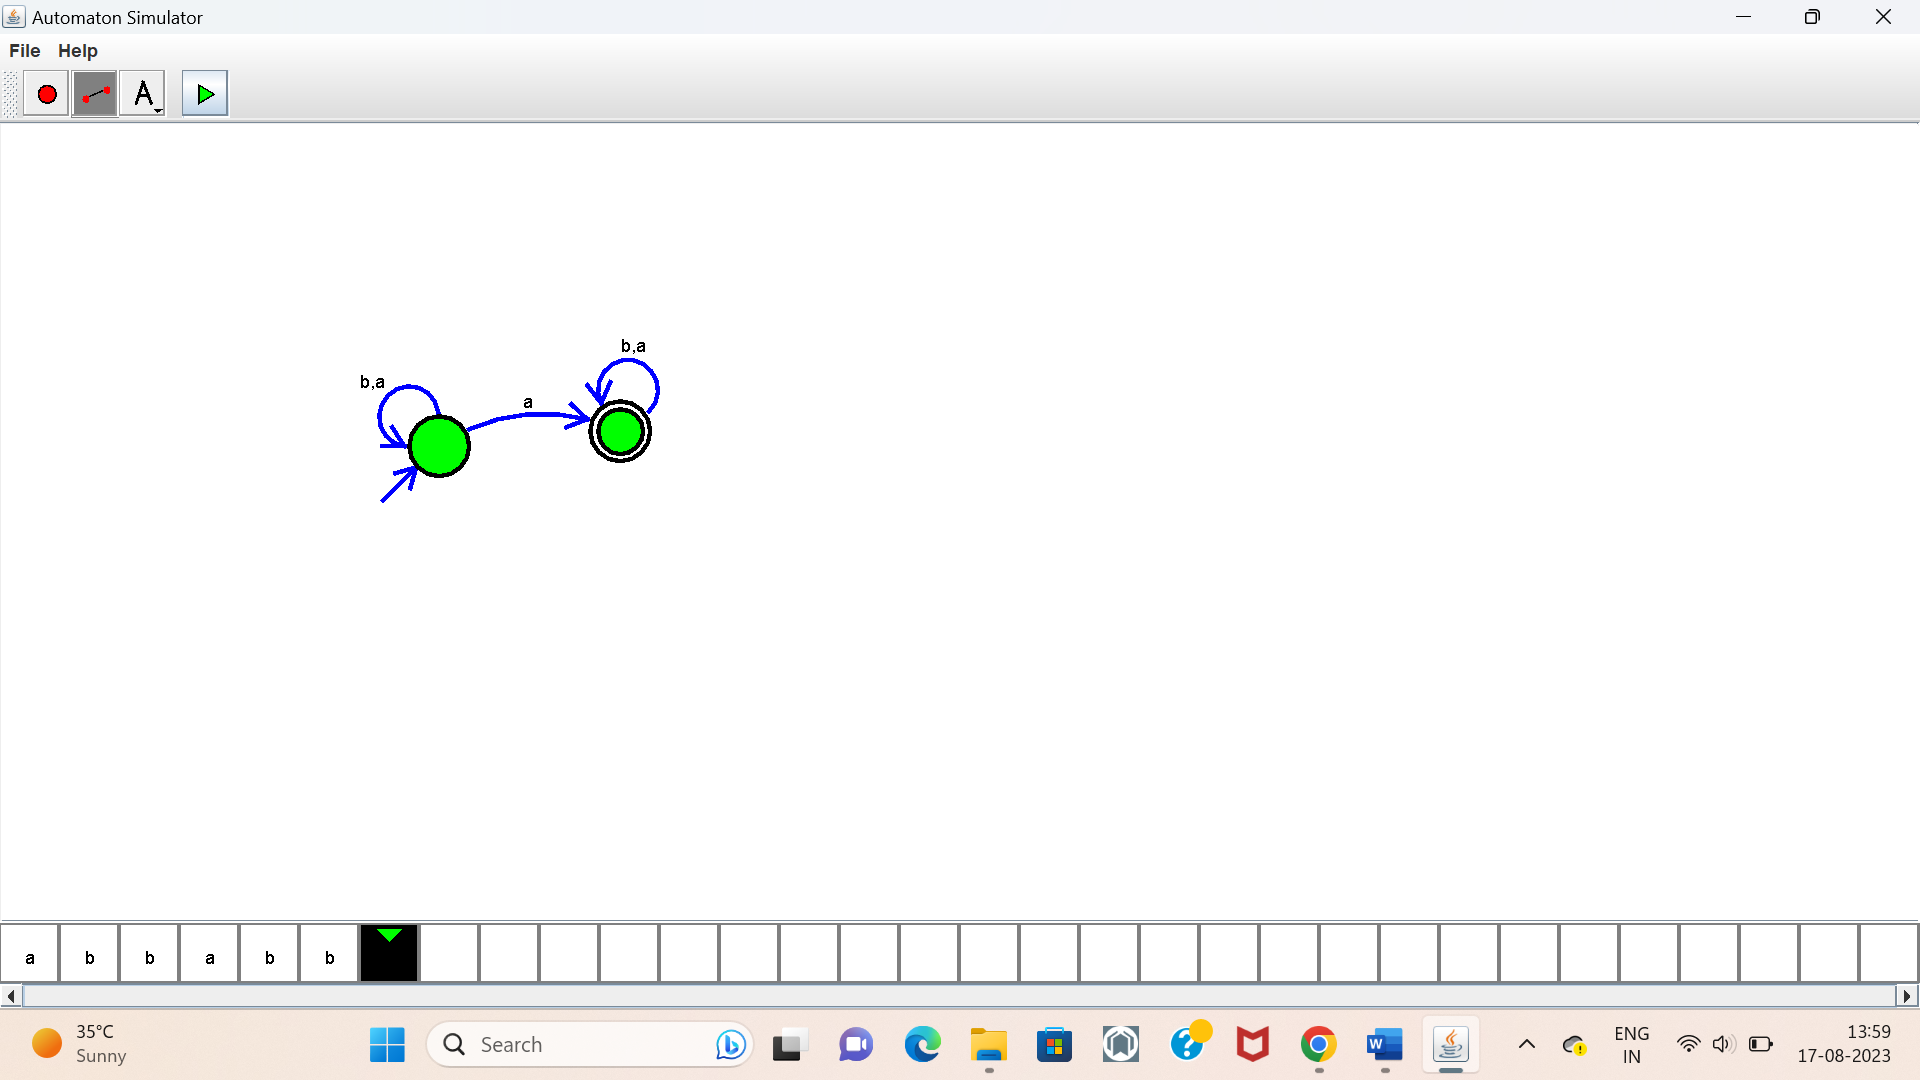 Automaton Simulator
File Help
A
b,a
b,a
a
a b b a b b
35°C
Sunny
Search
ENG
IN
13:59
17-08-2023